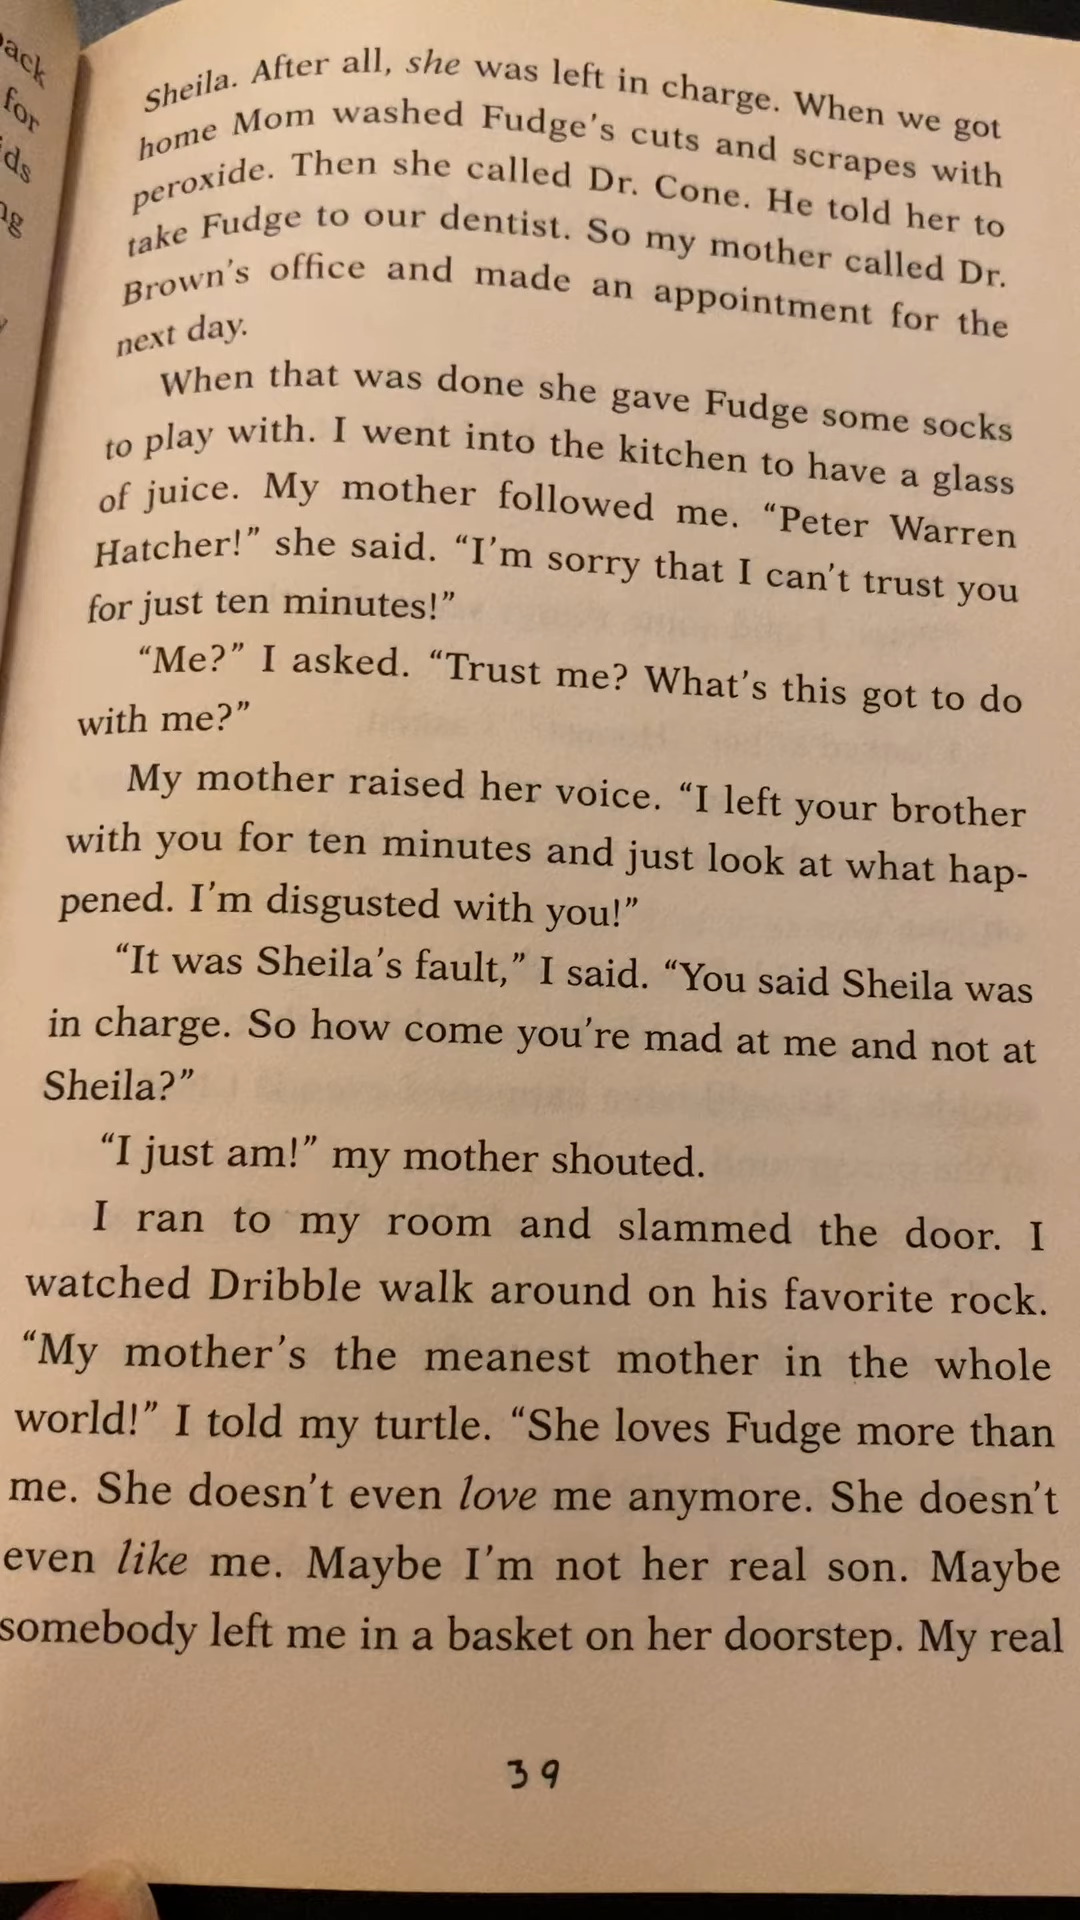 back
for
ng
Sheila. After all, she was left in charge. When we got
home Mom washed Fudge's cuts and scrapes with
peroxide. Then she called Dr. Cone. He told her to
take Fudge to our dentist. So my mother called Dr.
Brown's office and made an appointment for the
next day.
When that was done she gave Fudge some socks
to play with. I went into the kitchen to have a glass
of juice. My mother followed me. “Peter Warren
Hatcher!” she said. “I'm sorry that I can't trust you
for just ten minutes!”
“Me?” I asked. “Trust me? What's this got to do
with me?”
My mother raised her voice. “I left your brother
with you for ten minutes and just look at what hap-
pened. I'm disgusted with you!”
“It was Sheila's fault,” I said. “You said Sheila was
in charge. So how come you're mad at me and not at
Sheila?”
“I just am!” my mother shouted.
I ran to my room and slammed the door. I
watched Dribble walk around on his favorite rock.
“My mother's the meanest mother in the whole
world!” I told my turtle. “She loves Fudge more than
me. She doesn't even love me anymore. She doesn't
even like me. Maybe I'm not her real son. Maybe
somebody left me in a basket on her doorstep. My real
39